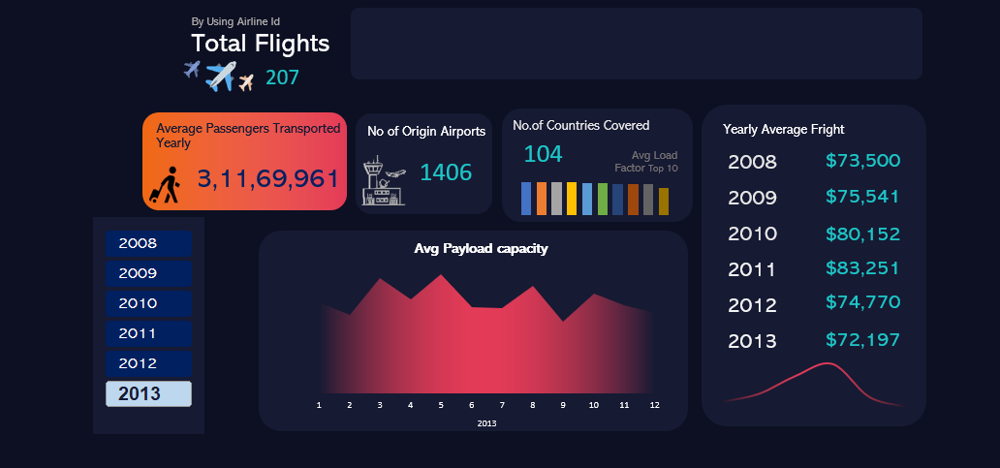 By Using Airline Id
Total Flights
207
Average Passengers Transported
Yearly
3,11,69,961
No of Origin Airports
1406
No.of Countries Covered
104
Avg Load
Factor Top 10
Yearly Average Fright
2008 $73,500
2009 $75,541
2010 $80,152
2011 $83,251
2012 $74,770
2013 $72,197
2008
2009
2010
2011
2012
2013
Avg Payload capacity
1 2 3 4 5 6 7 8 9 10 11 12
2013